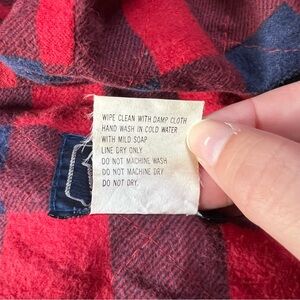 WIPE CLEAN WITH DAMP CLOTH
HAND WASH IN COLD WATER
WITH MILD SOAP
LINE DRY ONLY
DO NOT MACHINE WASH
DO NOT MACHINE DRY
DO NOT DRY.